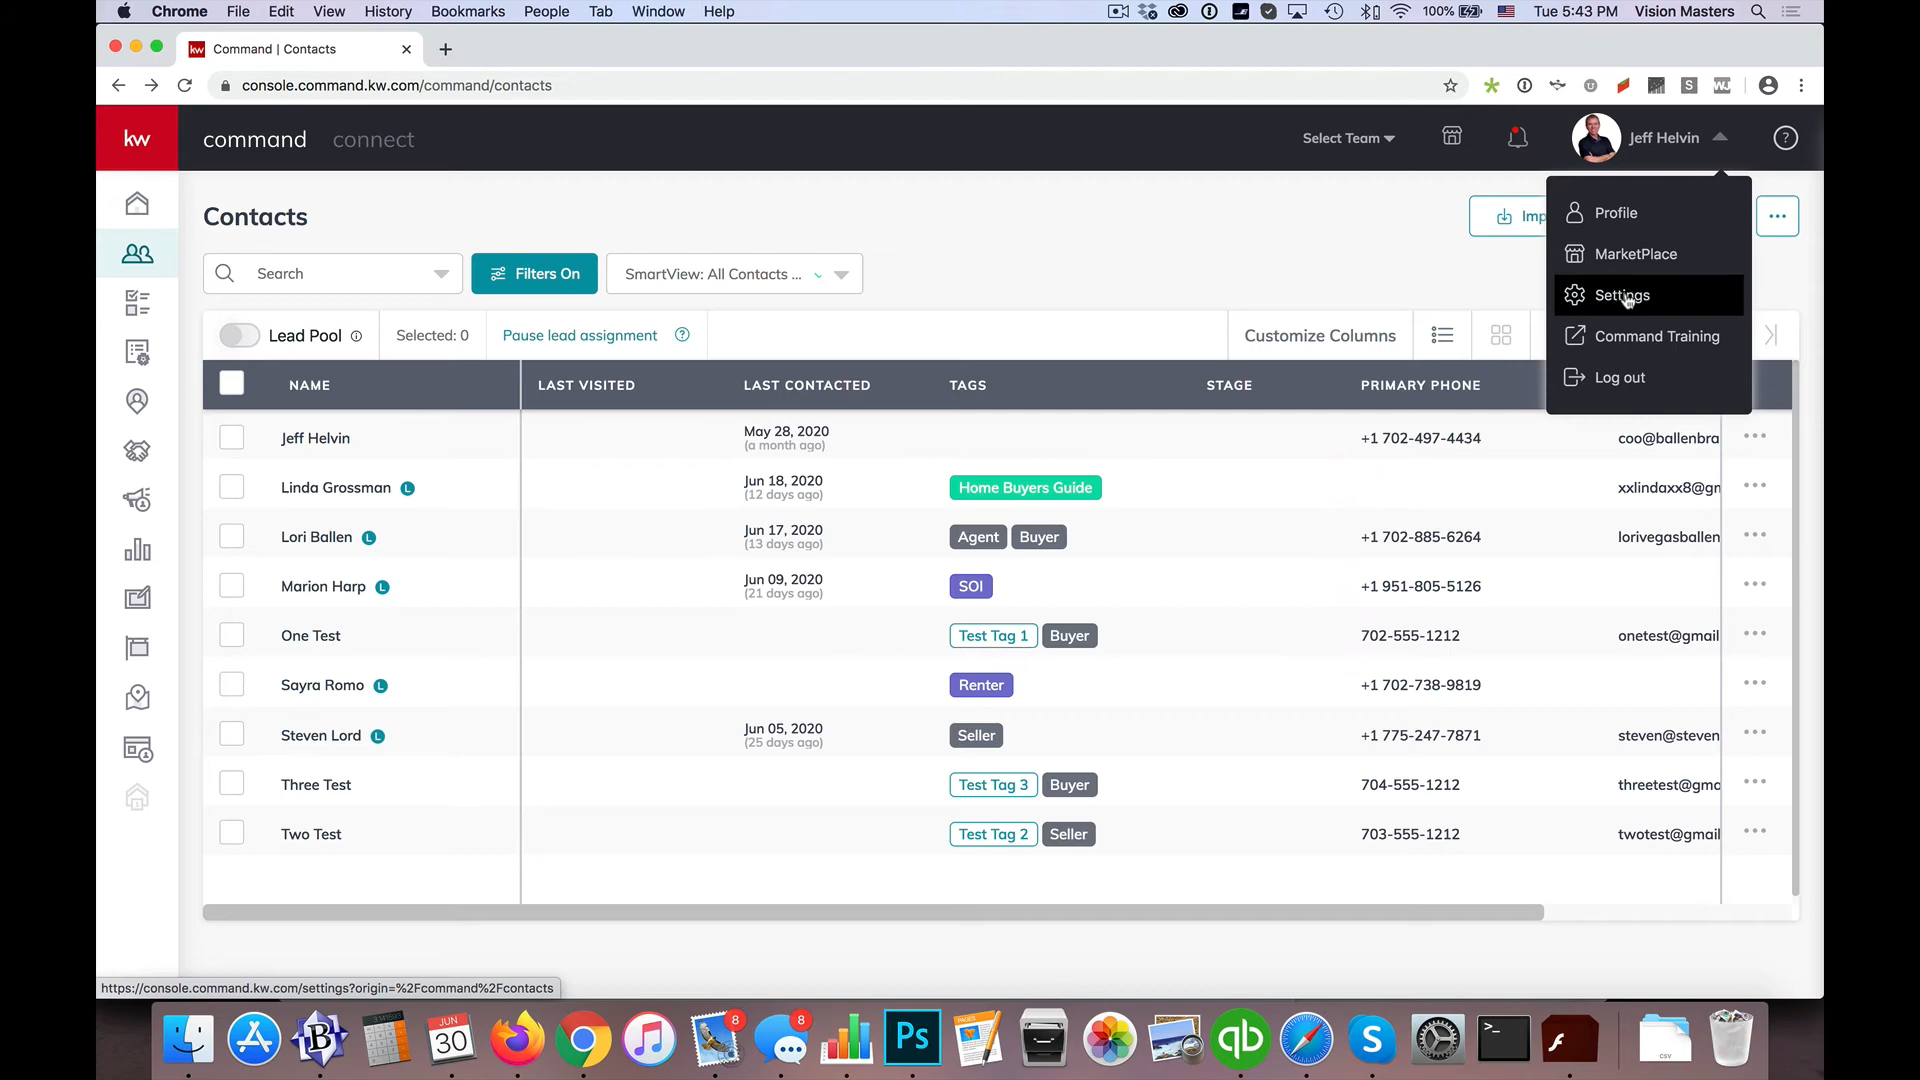 Chrome File Edit View History Bookmarks People Tab Window Help 100% Tue 5:43 PM Vision Masters
kw Command | Contacts
console.command.kw.com/command/contacts
kw command connect Select Team Jeff Helvin ?
Contacts
Imp
...
Profile
MarketPlace
Settings
Command Training
Log out
Search
Filters On
SmartView: All Contacts ...
Lead Pool
Selected: 0
Pause lead assignment ?
Customize Columns
NAME LAST VISITED LAST CONTACTED TAGS STAGE PRIMARY PHONE
Jeff Helvin May 28, 2020 +1 702-497-4434 coo@ballenbra
(a month ago)
Linda Grossman L Jun 18, 2020 Home Buyers Guide xxlindaxx8@gm
(12 days ago)
Lori Ballen L Jun 17, 2020 Agent Buyer +1 702-885-6264 lorivegasballen
(13 days ago)
Marion Harp L Jun 09, 2020 SOI +1 951-805-5126
(21 days ago)
One Test Test Tag 1 Buyer 702-555-1212 onetest@gmail
Sayra Romo L Renter +1 702-738-9819
Steven Lord L Jun 05, 2020 Seller +1 775-247-7871 steven@steven
(25 days ago)
Three Test Test Tag 3 Buyer 704-555-1212 threetest@gma
Two Test Test Tag 2 Seller 703-555-1212 twotest@gmail
https://console.command.kw.com/settings?origin=%2Fcommand%2Fcontacts
JUN
30
8
8
Ps
PAGES
qb
S
>_
CSV